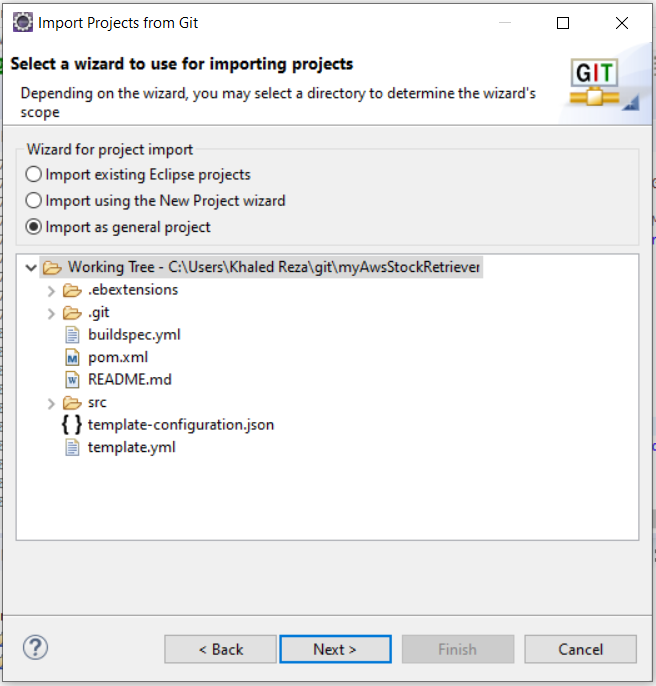 Import Projects from Git
Select a wizard to use for importing projects
Depending on the wizard, you may select a directory to determine the wizard's
scope
GIT
Wizard for project import
Import existing Eclipse projects
Import using the New Project wizard
Import as general project
Working Tree - C:\Users\Khaled Reza\git\myAwsStockRetriever
.ebextensions
.git
buildspec.yml
M pom.xml
W README.md
src
{ } template-configuration.json
template.yml
? < Back Next > Finish Cancel